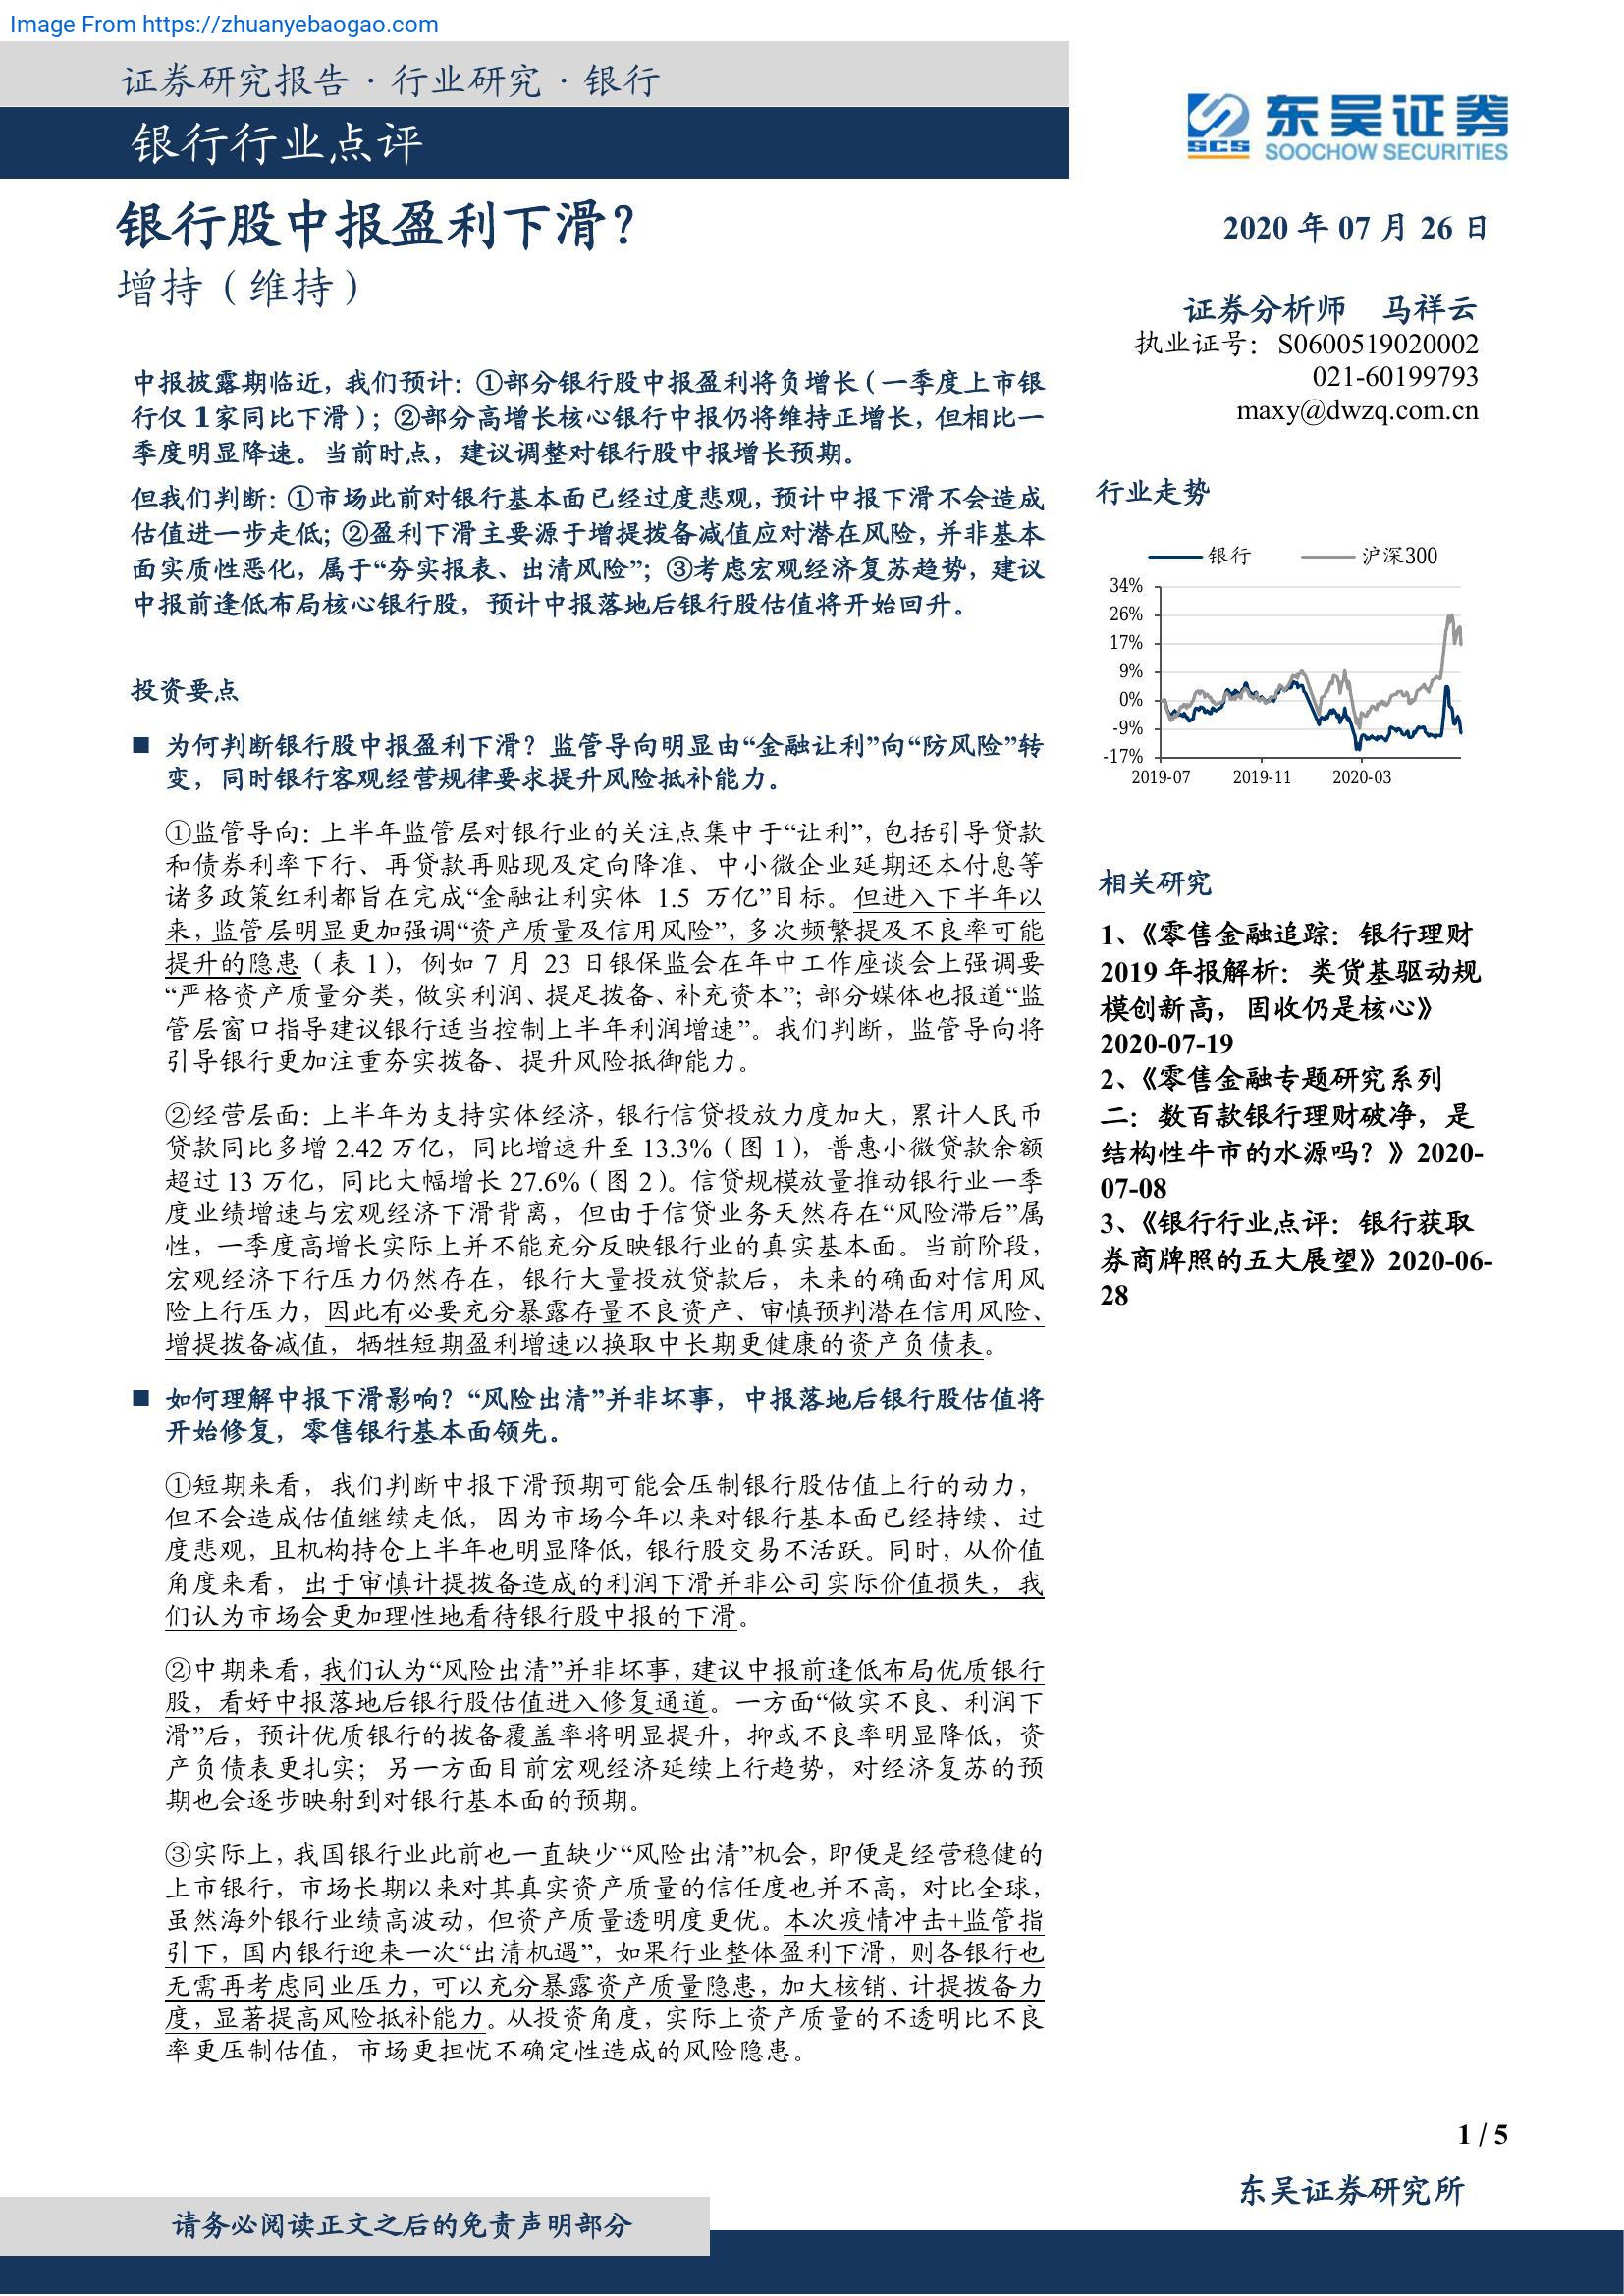 Image From https://zhuanyebaogao.com
证券研究报告·行业研究·银行
银行行业点评
东吴证券
SCS
SOOCHOW SECURITIES
银行股中报盈利下滑？
增持（维持）
2020 年 07 月 26 日
证券分析师 马祥云
执业证号：S0600519020002
021-60199793
maxy@dwzq.com.cn
中报披露期临近，我们预计：①部分银行股中报盈利将负增长（一季度上市银
行仅 1 家同比下滑）；②部分高增长核心银行中报仍将维持正增长，但相比一
季度明显降速。当前时点，建议调整对银行股中报增长预期。
但我们判断：①市场此前对银行基本面已经过度悲观，预计中报下滑不会造成
估值进一步走低；②盈利下滑主要源于增提拨备减值应对潜在风险，并非基本
面实质性恶化，属于“夯实报表、出清风险”；③考虑宏观经济复苏趋势，建议
中报前逢低布局核心银行股，预计中报落地后银行股估值将开始回升。
投资要点
■ 为何判断银行股中报盈利下滑？监管导向明显由“金融让利”向“防风险”转
变，同时银行客观经营规律要求提升风险抵补能力。
①监管导向：上半年监管层对银行业的关注点集中于“让利”，包括引导贷款
和债券利率下行、再贷款再贴现及定向降准、中小微企业延期还本付息等
诸多政策红利都旨在完成“金融让利实体 1.5 万亿”目标。但进入下半年以
来，监管层明显更加强调“资产质量及信用风险”，多次频繁提及不良率可能
提升的隐患（表 1），例如 7 月 23 日银保监会在年中工作座谈会上强调要
“严格资产质量分类，做实利润、提足拨备、补充资本”；部分媒体也报道“监
管层窗口指导建议银行适当控制上半年利润增速”。我们判断，监管导向将
引导银行更加注重夯实拨备、提升风险抵御能力。
②经营层面：上半年为支持实体经济，银行信贷投放力度加大，累计人民币
贷款同比多增 2.42 万亿，同比增速升至 13.3%（图 1），普惠小微贷款余额
超过 13 万亿，同比大幅增长 27.6%（图 2）。信贷规模放量推动银行业一季
度业绩增速与宏观经济下滑背离，但由于信贷业务天然存在“风险滞后”属
性，一季度高增长实际上并不能充分反映银行业的真实基本面。当前阶段，
宏观经济下行压力仍然存在，银行大量投放贷款后，未来的确面对信用风
险上行压力，因此有必要充分暴露存量不良资产、审慎预判潜在信用风险、
增提拨备减值，牺牲短期盈利增速以换取中长期更健康的资产负债表。
■ 如何理解中报下滑影响？“风险出清”并非坏事，中报落地后银行股估值将
开始修复，零售银行基本面领先。
①短期来看，我们判断中报下滑预期可能会压制银行股估值上行的动力，
但不会造成估值继续走低，因为市场今年以来对银行基本面已经持续、过
度悲观，且机构持仓上半年也明显降低，银行股交易不活跃。同时，从价值
角度来看，出于审慎计提拨备造成的利润下滑并非公司实际价值损失，我
们认为市场会更加理性地看待银行股中报的下滑。
②中期来看，我们认为“风险出清”并非坏事，建议中报前逢低布局优质银行
股，看好中报落地后银行股估值进入修复通道。一方面“做实不良、利润下
滑”后，预计优质银行的拨备覆盖率将明显提升，抑或不良率明显降低，资
产负债表更扎实；另一方面目前宏观经济延续上行趋势，对经济复苏的预
期也会逐步映射到对银行基本面的预期。
③实际上，我国银行业此前也一直缺少“风险出清”机会，即便是经营稳健的
上市银行，市场长期以来对其真实资产质量的信任度也并不高，对比全球，
虽然海外银行业绩高波动，但资产质量透明度更优。本次疫情冲击+监管指
引下，国内银行迎来一次“出清机遇”，如果行业整体盈利下滑，则各银行也
无需再考虑同业压力，可以充分暴露资产质量隐患，加大核销、计提拨备力
度，显著提高风险抵补能力。从投资角度，实际上资产质量的不透明比不良
率更压制估值，市场更担忧不确定性造成的风险隐患。
行业走势
银行 沪深300
34%
26%
17%
9%
0%
-9%
-17%
2019-07 2019-11 2020-03
相关研究
1、《零售金融追踪：银行理财
2019 年报解析：类货基驱动规
模创新高，固收仍是核心》
2020-07-19
2、《零售金融专题研究系列
二：数百款银行理财破净，是
结构性牛市的水源吗？》2020-
07-08
3、《银行行业点评：银行获取
券商牌照的五大展望》2020-06-
28
1 / 5
东吴证券研究所
请务必阅读正文之后的免责声明部分